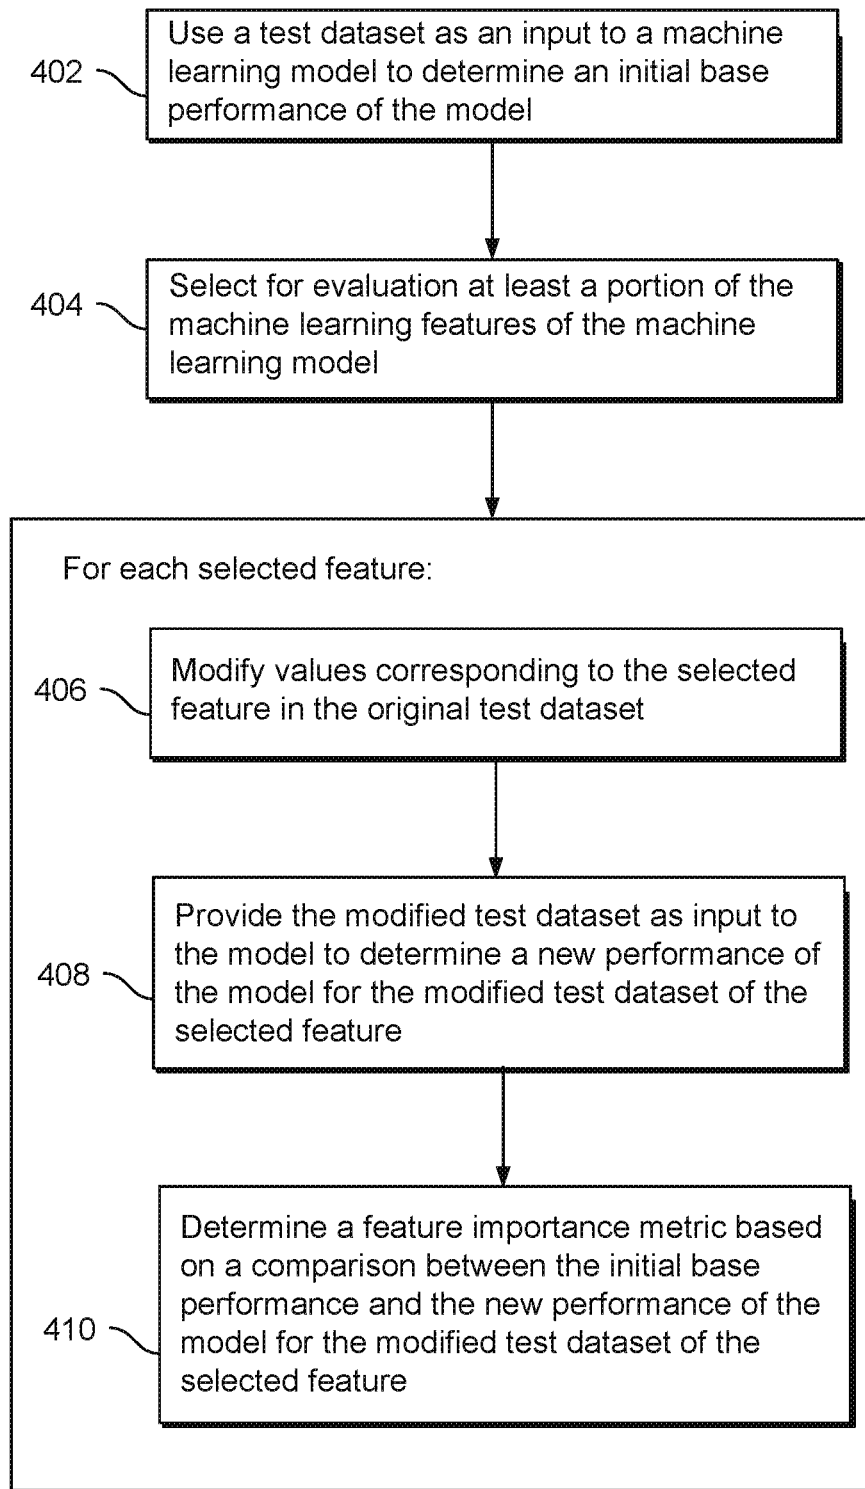 402
Use a test dataset as an input to a machine
learning model to determine an initial base
performance of the model
404
Select for evaluation at least a portion of the
machine learning features of the machine
learning model
For each selected feature:
406
Modify values corresponding to the selected
feature in the original test dataset
408
Provide the modified test dataset as input to
the model to determine a new performance of
the model for the modified test dataset of the
selected feature
410
Determine a feature importance metric based
on a comparison between the initial base
performance and the new performance of the
model for the modified test dataset of the
selected feature